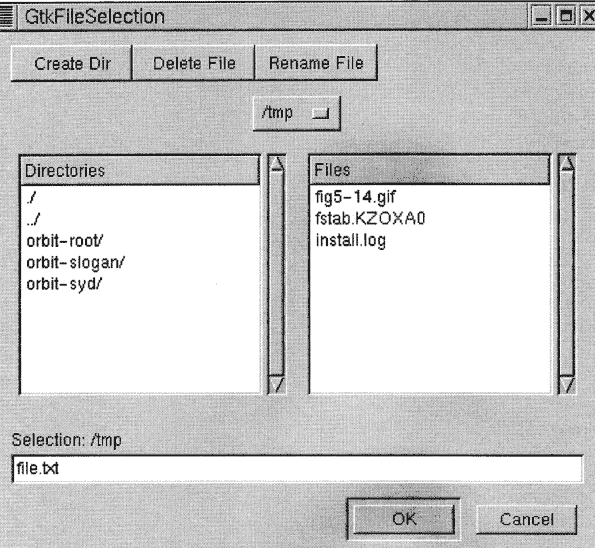 GtkFileSelection
Create Dir Delete File Rename File
/tmp
Directories
./
../
orbit-root/
orbit-slogan/
orbit-syd/
Files
fig5-14.gif
fstab.KZOXA0
install.log
Selection: /tmp
file.txt
OK Cancel